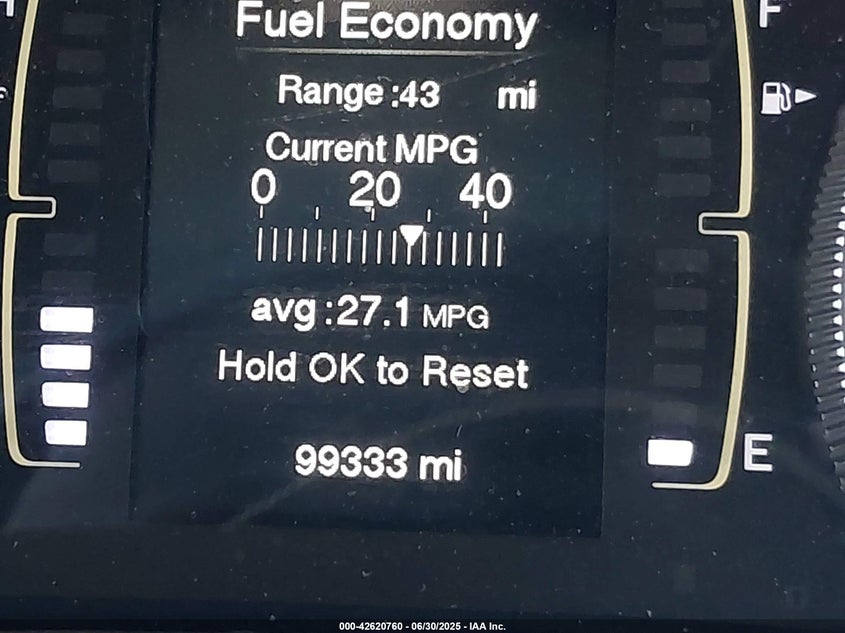 Fuel Economy
F
Range :43 mi
Current MPG
0 20 40
avg :27.1 MPG
Hold OK to Reset
99333 mi
E
000-42620760 - 06/30/2025 - IAA Inc.